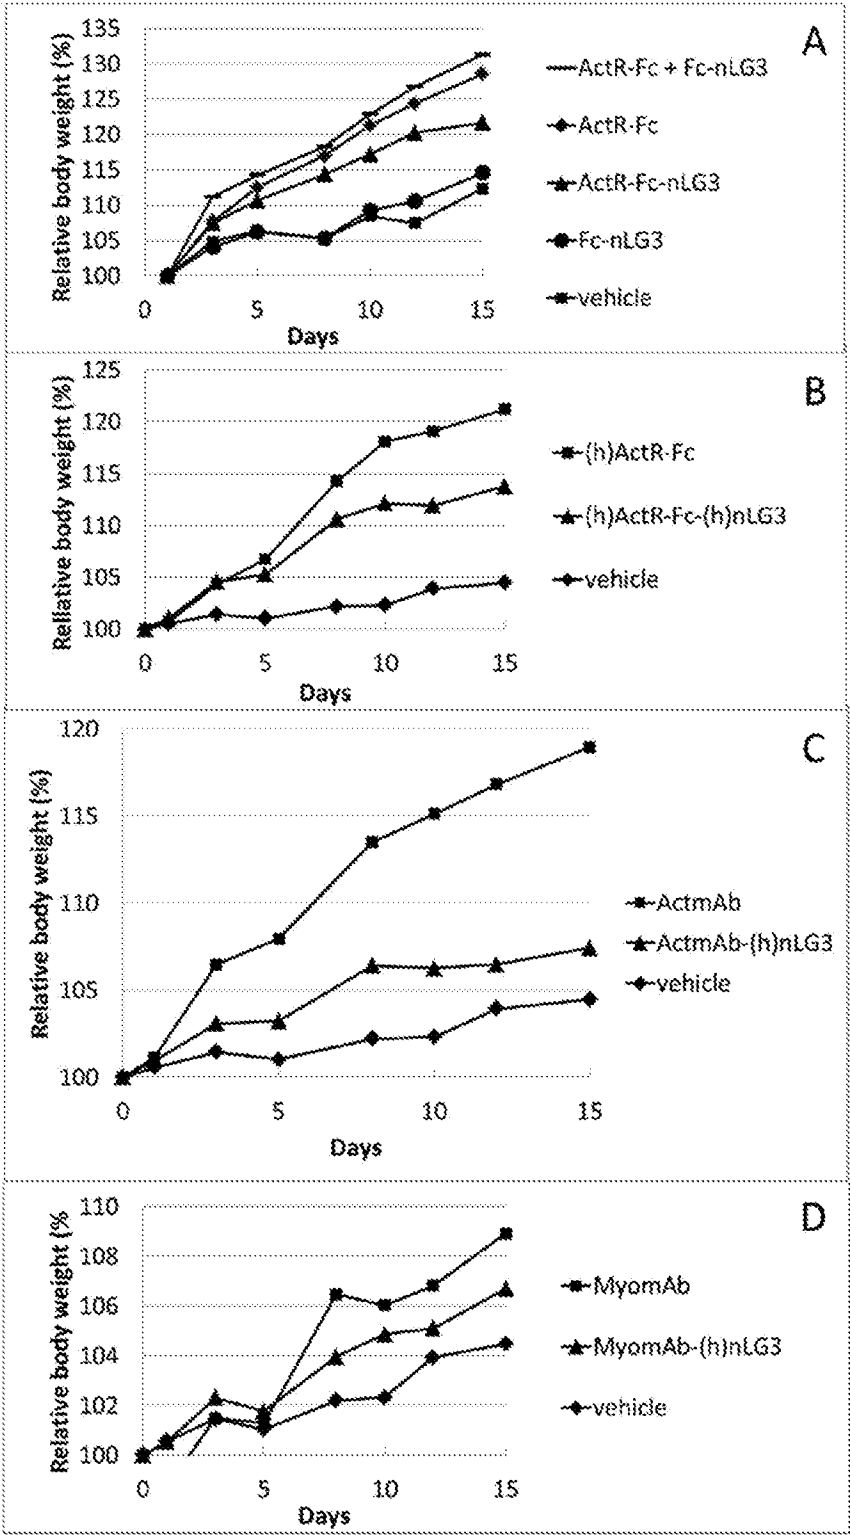 A
Relative body weight (%)
135
130
125
120
115
110
105
100
0 5 10 15
Days
ActR-Fc + Fc-nLG3
ActR-Fc
ActR-Fc-nLG3
Fc-nLG3
vehicle
B
Rellative body weight (%)
125
120
115
110
105
100
0 5 10 15
Days
(h)ActR-Fc
(h)ActR-Fc-(h)nLG3
vehicle
C
Relative body weight (%)
120
115
110
105
100
0 5 10 15
Days
ActmAb
ActmAb-(h)nLG3
vehicle
D
Relative body weight (%
110
108
106
104
102
100
0 5 10 15
Days
MyomAb
MyomAb-(h)nLG3
vehicle